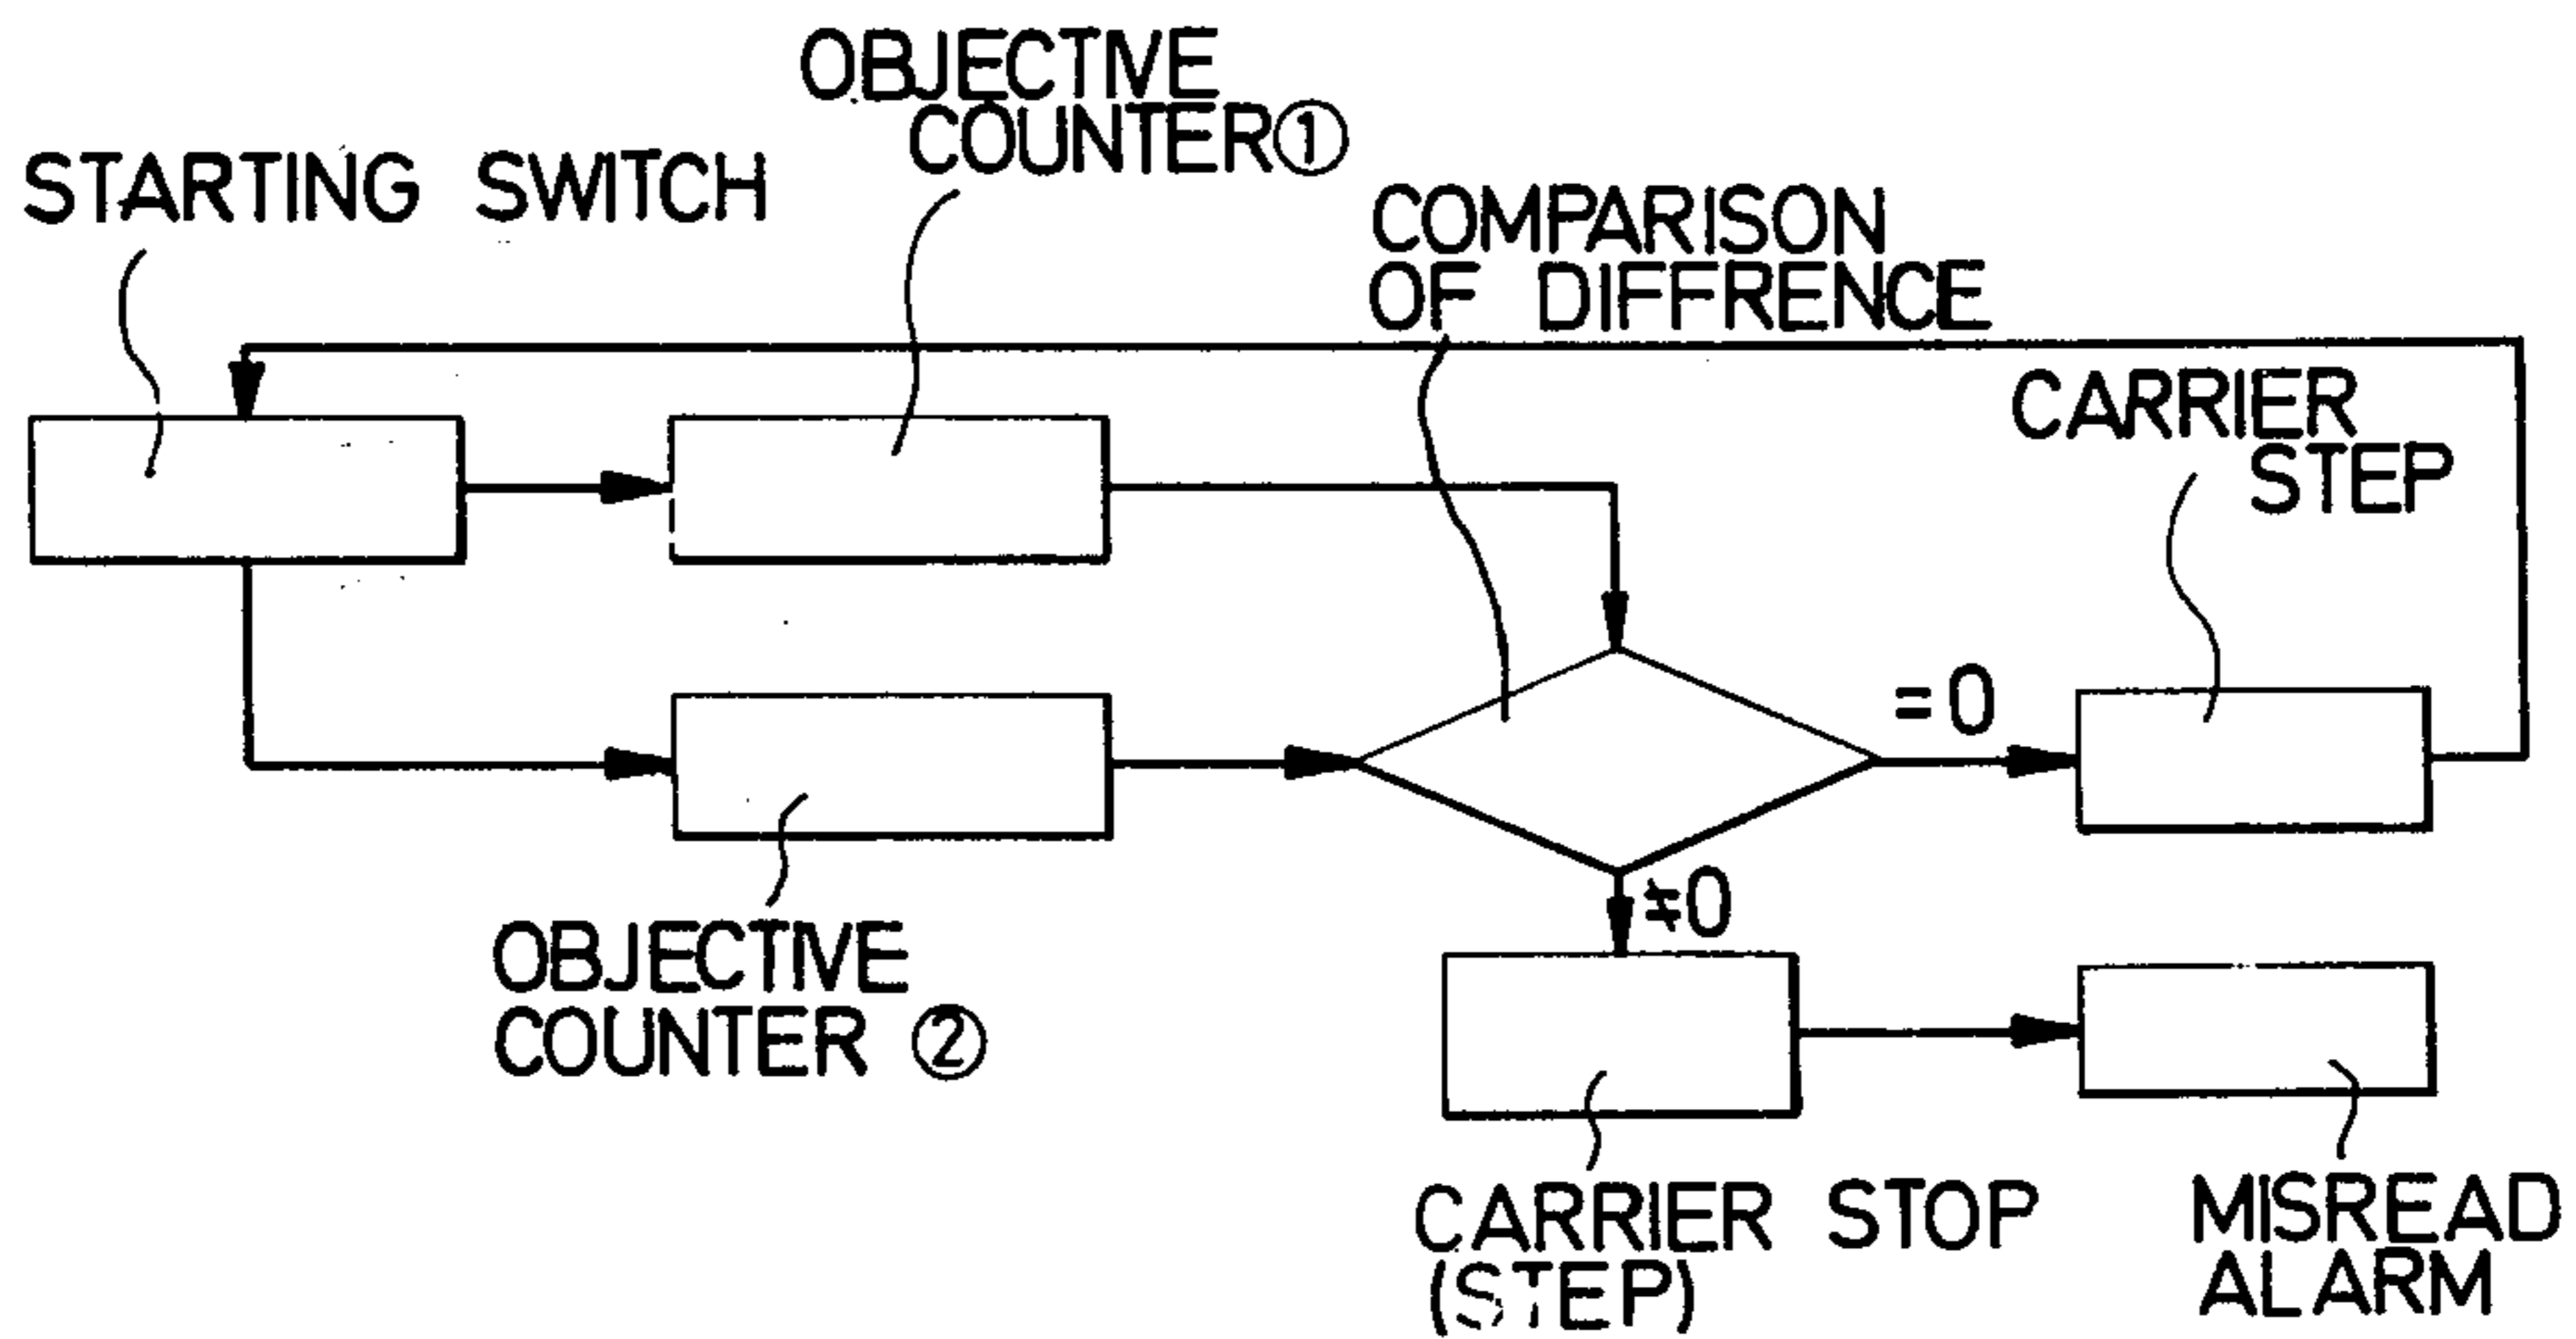 OBJECTIVE
COUNTER①
STARTING SWITCH
COMPARISON
OF DIFFRENCE
CARRIER
STEP
=0
≠0
OBJECTIVE
COUNTER ②
CARRIER STOP
(STEP)
MISREAD
ALARM